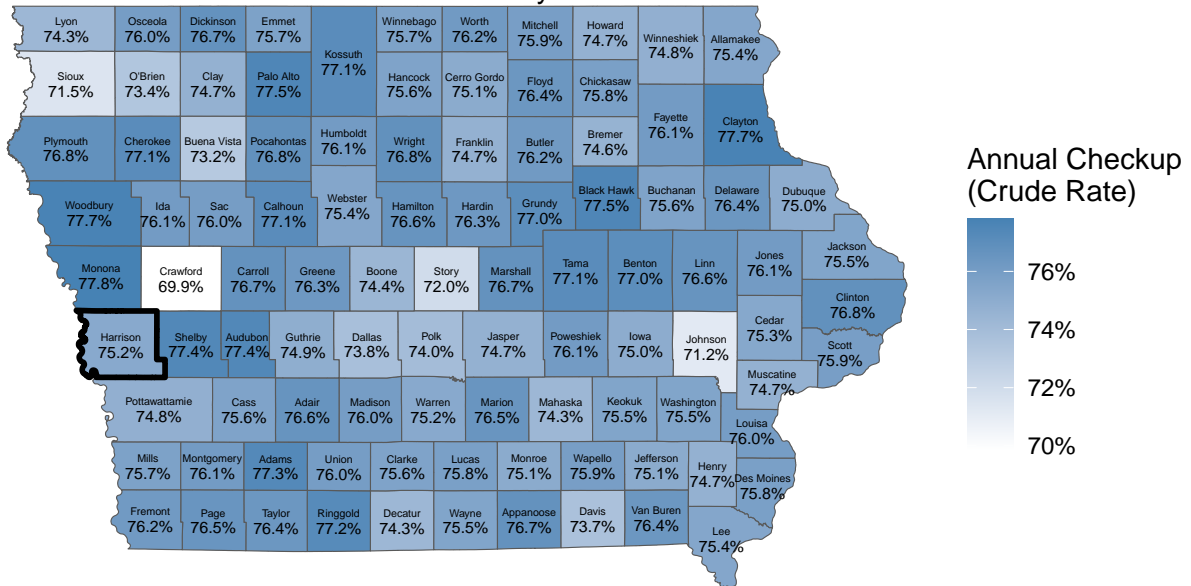 Lyon
74.3%
Osceola
76.0%
Dickinson
76.7%
Emmet
75.7%
Kossuth
77.1%
Winnebago
75.7%
Worth
76.2%
Mitchell
75.9%
Howard
74.7%
Winneshiek
74.8%
Allamakee
75.4%
Sioux
71.5%
O'Brien
73.4%
Clay
74.7%
Palo Alto
77.5%
Hancock
75.6%
Cerro Gordo
75.1%
Floyd
76.4%
Chickasaw
75.8%
Fayette
76.1%
Clayton
77.7%
Plymouth
76.8%
Cherokee
77.1%
Buena Vista
73.2%
Pocahontas
76.8%
Humboldt
76.1%
Wright
76.8%
Franklin
74.7%
Butler
76.2%
Bremer
74.6%
Woodbury
77.7%
Ida
76.1%
Sac
76.0%
Calhoun
77.1%
Webster
75.4%
Hamilton
76.6%
Hardin
76.3%
Grundy
77.0%
Black Hawk
77.5%
Buchanan
75.6%
Delaware
76.4%
Dubuque
75.0%
Monona
77.8%
Crawford
69.9%
Carroll
76.7%
Greene
76.3%
Boone
74.4%
Story
72.0%
Marshall
76.7%
Tama
77.1%
Benton
77.0%
Linn
76.6%
Jones
76.1%
Jackson
75.5%
Clinton
76.8%
Harrison
75.2%
Shelby
77.4%
Audubon
77.4%
Guthrie
74.9%
Dallas
73.8%
Polk
74.0%
Jasper
74.7%
Poweshiek
76.1%
Iowa
75.0%
Johnson
71.2%
Cedar
75.3%
Scott
75.9%
Muscatine
74.7%
Pottawattamie
74.8%
Cass
75.6%
Adair
76.6%
Madison
76.0%
Warren
75.2%
Marion
76.5%
Mahaska
74.3%
Keokuk
75.5%
Washington
75.5%
Louisa
76.0%
Mills
75.7%
Montgomery
76.1%
Adams
77.3%
Union
76.0%
Clarke
75.6%
Lucas
75.8%
Monroe
75.1%
Wapello
75.9%
Jefferson
75.1%
Henry
74.7%
Des Moines
75.8%
Fremont
76.2%
Page
76.5%
Taylor
76.4%
Ringgold
77.2%
Decatur
74.3%
Wayne
75.5%
Appanoose
76.7%
Davis
73.7%
Van Buren
76.4%
Lee
75.4%
Annual Checkup
(Crude Rate)
76%
74%
72%
70%